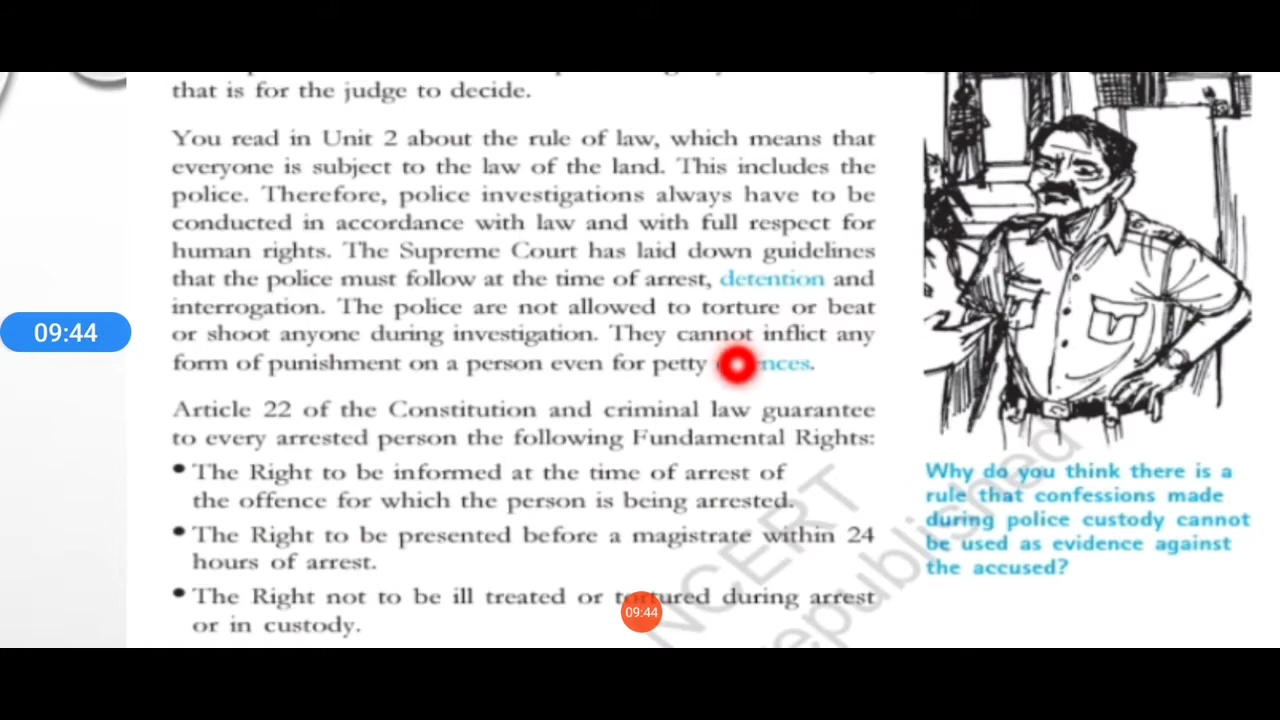 that is for the judge to decide.
You read in Unit 2 about the rule of law, which means that
everyone is subject to the law of the land. This includes the
police. Therefore, police investigations always have to be
conducted in accordance with law and with full respect for
human rights. The Supreme Court has laid down guidelines
that the police must follow at the time of arrest, detention and
interrogation. The police are not allowed to torture or beat
or shoot anyone during investigation. They cannot inflict any
form of punishment on a person even for petty
Article 22 of the Constitution and criminal law guarantee
to every arrested person the following Fundamental Rights:
• The Right to be informed at the time of arrest of
the offence for which the person is being arrested.
• The Right to be presented before a magistrate within 24
hours of arrest.
• The Right not to be ill treated or tortured during arrest
or in custody.
Why do you think there is a
rule that confessions made
during police custody cannot
be used as evidence against
the accused?
09:44
09:44
NCERT
republished